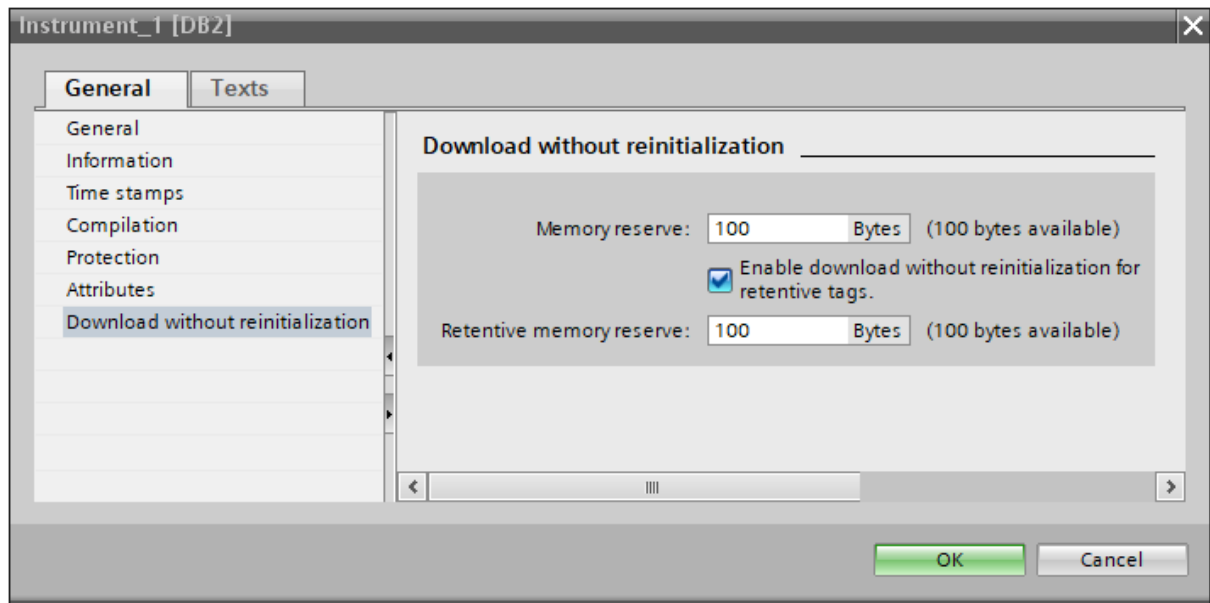 Instrument_1 [DB2]
General Texts
General
Information
Time stamps
Compilation
Protection
Attributes
Download without reinitialization
Download without reinitialization
Memory reserve: 100 Bytes (100 bytes available)
Enable download without reinitialization for
retentive tags.
Retentive memory reserve: 100 Bytes (100 bytes available)
OK Cancel